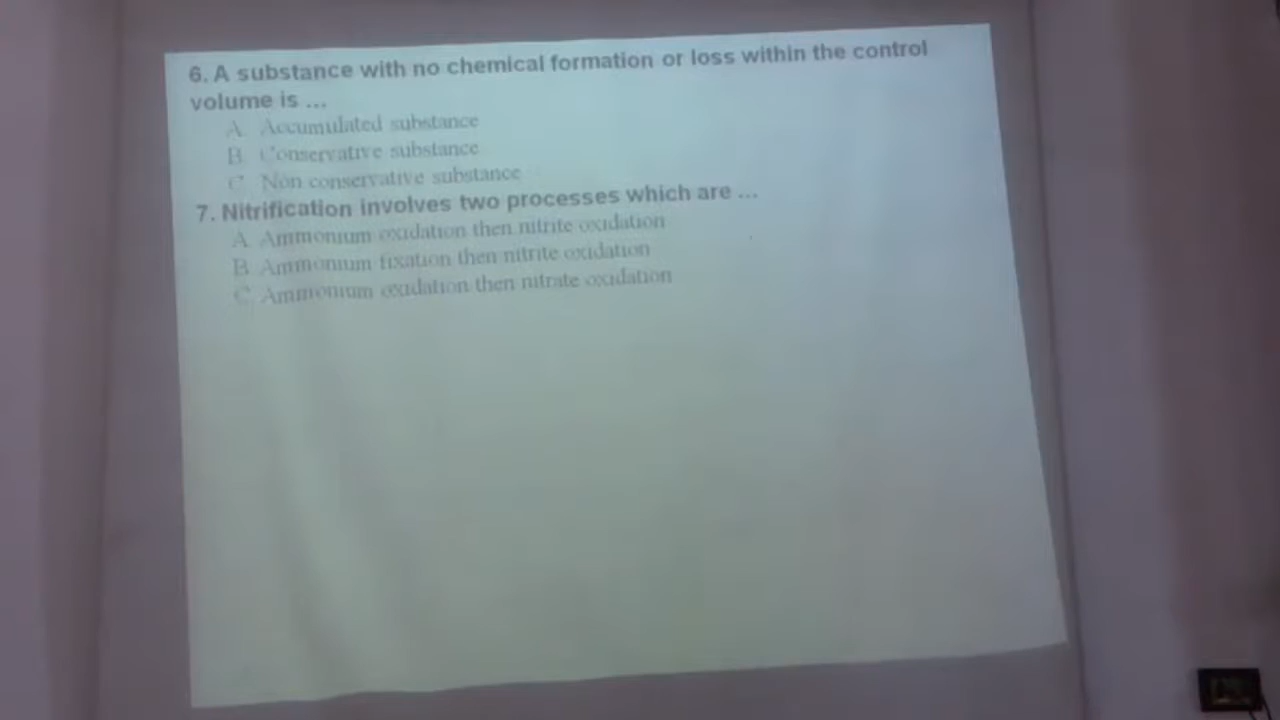 6. A substance with no chemical formation or loss within the control
volume is ...
A. Accumulated substance
B. Conservative substance
C. Non conservative substance
7. Nitrification involves two processes which are ...
A. Ammonium oxidation then nitrite oxidation
B. Ammonium fixation then nitrite oxidation
C. Ammonium oxidation then nitrate oxidation